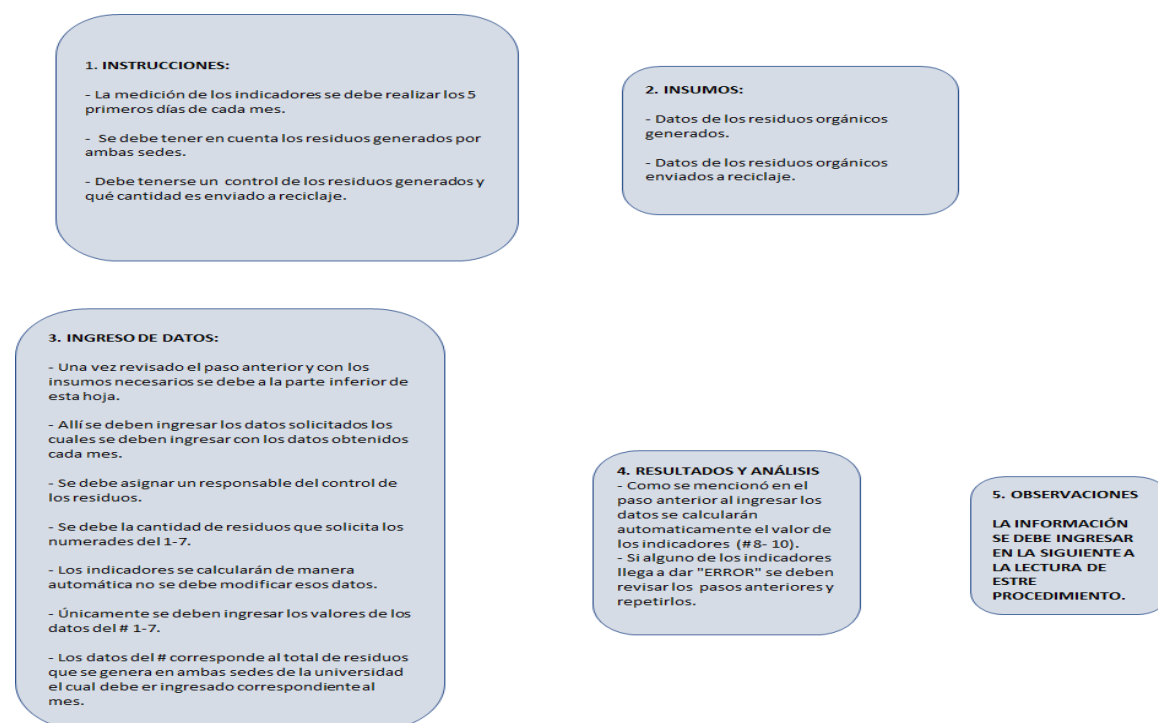 1. INSTRUCCIONES:
- La medición de los indicadores se debe realizar los 5
primeros días de cada mes.
- Se debe tener en cuenta los residuos generados por
ambas sedes.
- Debe tenerse un control de los residuos generados y
qué cantidad es enviado a reciclaje.
2. INSUMOS:
- Datos de los residuos orgánicos
generados.
- Datos de los residuos orgánicos
enviados a reciclaje.
3. INGRESO DE DATOS:
- Una vez revisado el paso anterior y con los
insumos necesarios se debe a la parte inferior de
esta hoja.
- Allí se deben ingresar los datos solicitados los
cuales se deben ingresar con los datos obtenidos
cada mes.
- Se debe asignar un responsable del control de
los residuos.
- Se debe la cantidad de residuos que solicita los
numerades del 1-7.
- Los indicadores se calcularán de manera
automática no se debe modificar esos datos.
- Únicamente se deben ingresar los valores de los
datos del # 1-7.
- Los datos del # corresponde al total de residuos
que se genera en ambas sedes de la universidad
el cual debe er ingresado correspondiente al
mes.
4. RESULTADOS Y ANÁLISIS
- Como se mencionó en el
paso anterior al ingresar los
datos se calcularán
automaticamente el valor de
los indicadores (#8- 10).
- Si alguno de los indicadores
llega a dar "ERROR" se deben
revisar los pasos anteriores y
repetirlos.
5. OBSERVACIONES
LA INFORMACIÓN
SE DEBE INGRESAR
EN LA SIGUIENTE A
LA LECTURA DE
ESTRE
PROCEDIMIENTO.